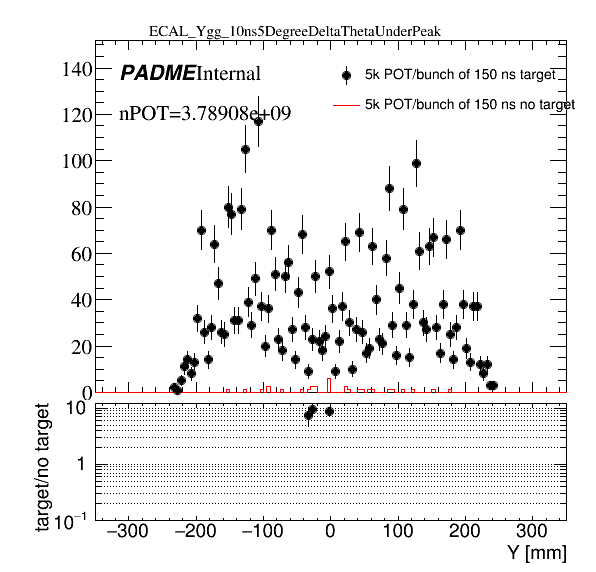 ECAL_Ygg_10ns5DegreeDeltaThetaUnderPeak
PADME Internal
5k POT/bunch of 150 ns target
5k POT/bunch of 150 ns no target
nPOT=3.78908e+09
140
120
100
80
60
40
20
0
target/no target
10
1
10⁻¹
−300 −200 −100 0 100 200 300
Y [mm]